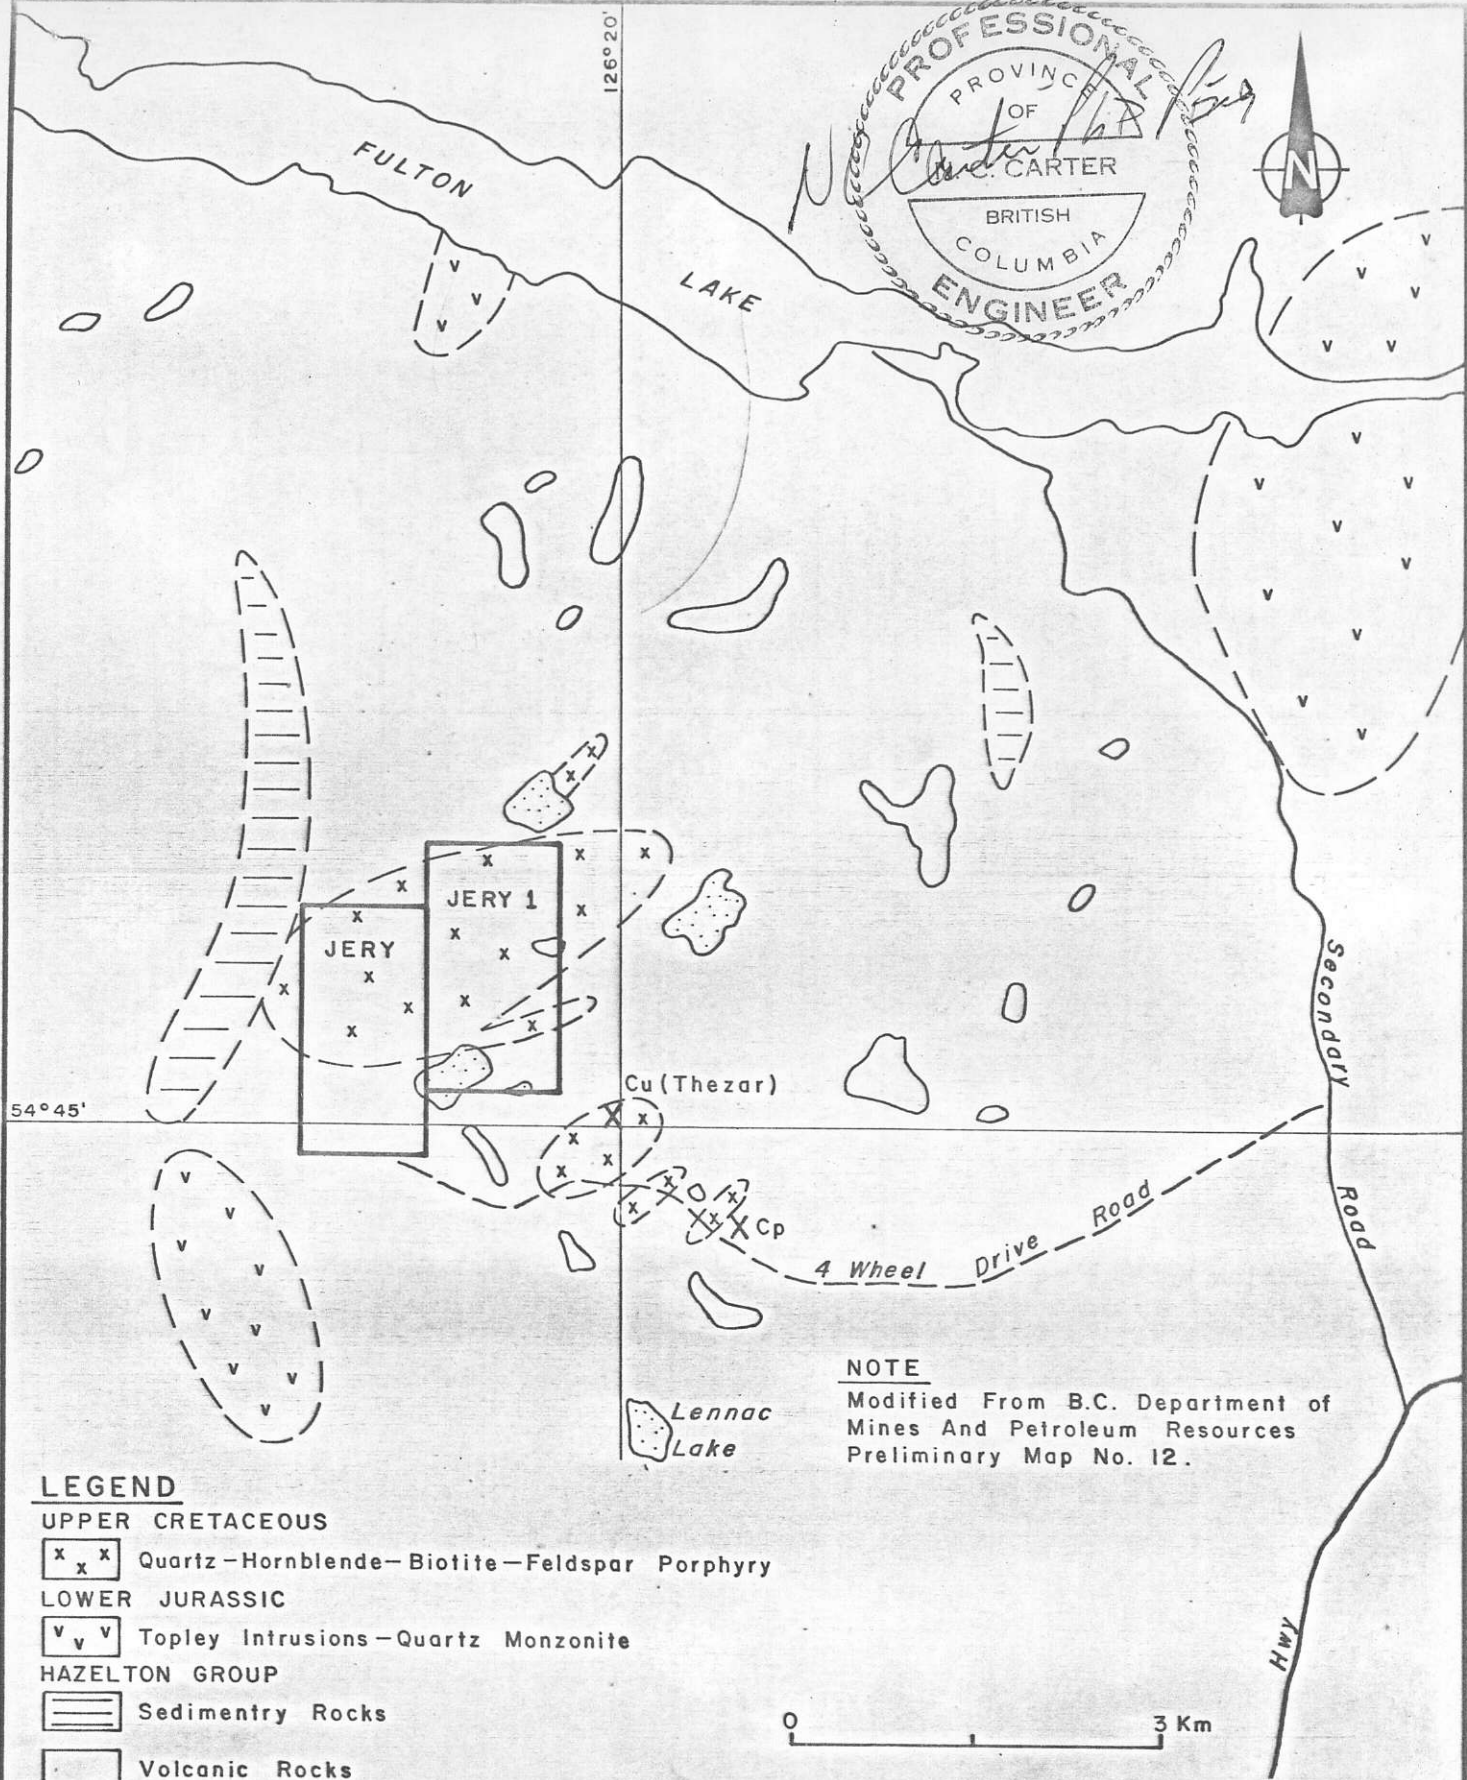 126°20'
PROFESSIONAL
PROVINCE
OF
N.C. CARTER
BRITISH
COLUMBIA
ENGINEER
N
FULTON
LAKE
JERY 1
JERY
Cu (Thezar)
54°45'
Cp
4 Wheel Drive Road
Secondary
Road
Hwy
Lennac
Lake
NOTE
Modified From B.C. Department of
Mines And Petroleum Resources
Preliminary Map No. 12.
LEGEND
UPPER CRETACEOUS
x x x Quartz-Hornblende-Biotite-Feldspar Porphyry
LOWER JURASSIC
v v v Topley Intrusions-Quartz Monzonite
HAZELTON GROUP
Sedimentry Rocks
Volcanic Rocks
0 3 Km